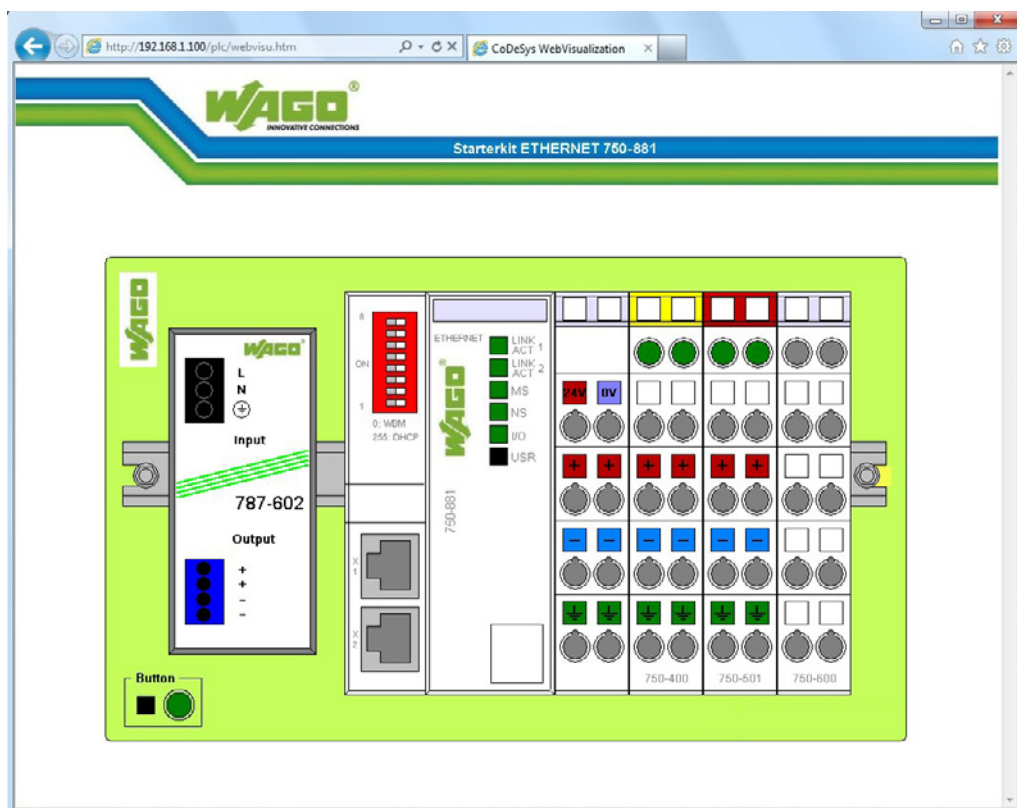 http://192.168.1.100/plc/webvisu.htm
CoDeSys WebVisualization
WAGO®
INNOVATIVE CONNECTIONS
Starterkit ETHERNET 750-881
WAGO
WAGO
L
N
Input
787-602
Output
+
+
-
-
Button
8
ON
1
0: WBM
255: DHCP
X
1
X
2
ETHERNET
LINK
ACT 1
LINK
ACT 2
MS
NS
I/O
USR
WAGO®
750-881
24V 0V
+ + + + + +
- - - - - -
750-400 750-501 750-600